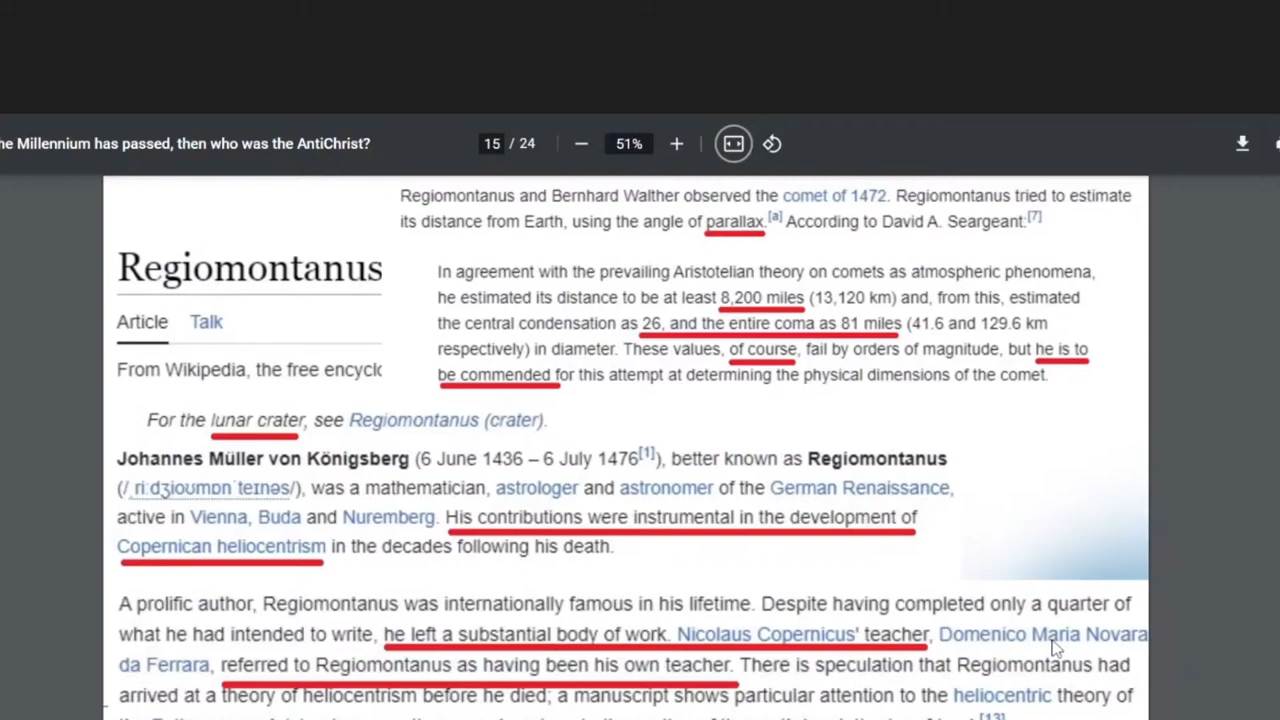 he Millennium has passed, then who was the AntiChrist?
15 / 24
51%
Regiomontanus and Bernhard Walther observed the comet of 1472. Regiomontanus tried to estimate
its distance from Earth, using the angle of parallax.[a] According to David A. Seargeant:[7]
In agreement with the prevailing Aristotelian theory on comets as atmospheric phenomena,
he estimated its distance to be at least 8,200 miles (13,120 km) and, from this, estimated
the central condensation as 26, and the entire coma as 81 miles (41.6 and 129.6 km
respectively) in diameter. These values, of course, fail by orders of magnitude, but he is to
be commended for this attempt at determining the physical dimensions of the comet.
Regiomontanus
Article Talk
From Wikipedia, the free encyclo
For the lunar crater, see Regiomontanus (crater).
Johannes Müller von Königsberg (6 June 1436 – 6 July 1476[1]), better known as Regiomontanus
(/ˌriːdʒioʊmɒnˈteɪnəs/), was a mathematician, astrologer and astronomer of the German Renaissance,
active in Vienna, Buda and Nuremberg. His contributions were instrumental in the development of
Copernican heliocentrism in the decades following his death.
A prolific author, Regiomontanus was internationally famous in his lifetime. Despite having completed only a quarter of
what he had intended to write, he left a substantial body of work. Nicolaus Copernicus' teacher, Domenico Maria Novara
da Ferrara, referred to Regiomontanus as having been his own teacher. There is speculation that Regiomontanus had
arrived at a theory of heliocentrism before he died; a manuscript shows particular attention to the heliocentric theory of
[13]